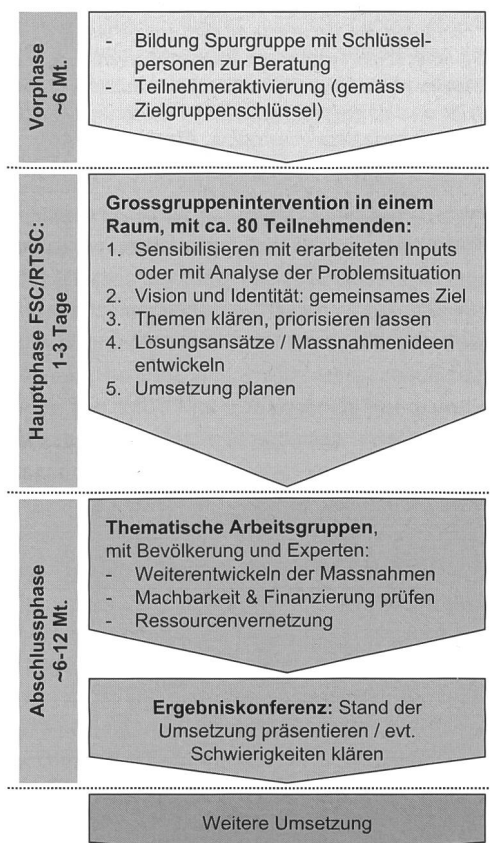 Vorphase
~6 Mt.
- Bildung Spurgruppe mit Schlüssel-
personen zur Beratung
- Teilnehmeraktivierung (gemäss
Zielgruppenschlüssel)
Hauptphase FSC/RTSC:
1-3 Tage
Grossgruppenintervention in einem
Raum, mit ca. 80 Teilnehmenden:
1. Sensibilisieren mit erarbeiteten Inputs
oder mit Analyse der Problemsituation
2. Vision und Identität: gemeinsames Ziel
3. Themen klären, priorisieren lassen
4. Lösungsansätze / Massnahmenideen
entwickeln
5. Umsetzung planen
Abschlussphase
~6-12 Mt.
Thematische Arbeitsgruppen,
mit Bevölkerung und Experten:
- Weiterentwickeln der Massnahmen
- Machbarkeit & Finanzierung prüfen
- Ressourcenvernetzung
Ergebniskonferenz: Stand der
Umsetzung präsentieren / evt.
Schwierigkeiten klären
Weitere Umsetzung